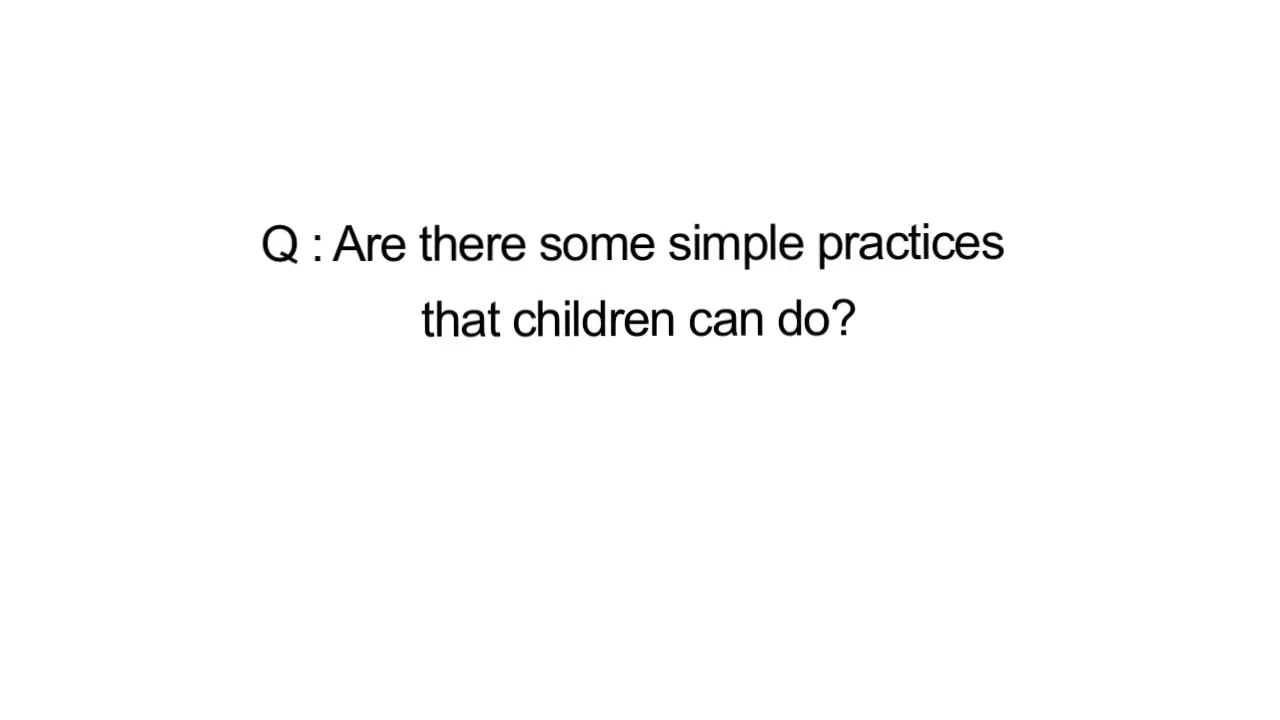 Q : Are there some simple practices
that children can do?